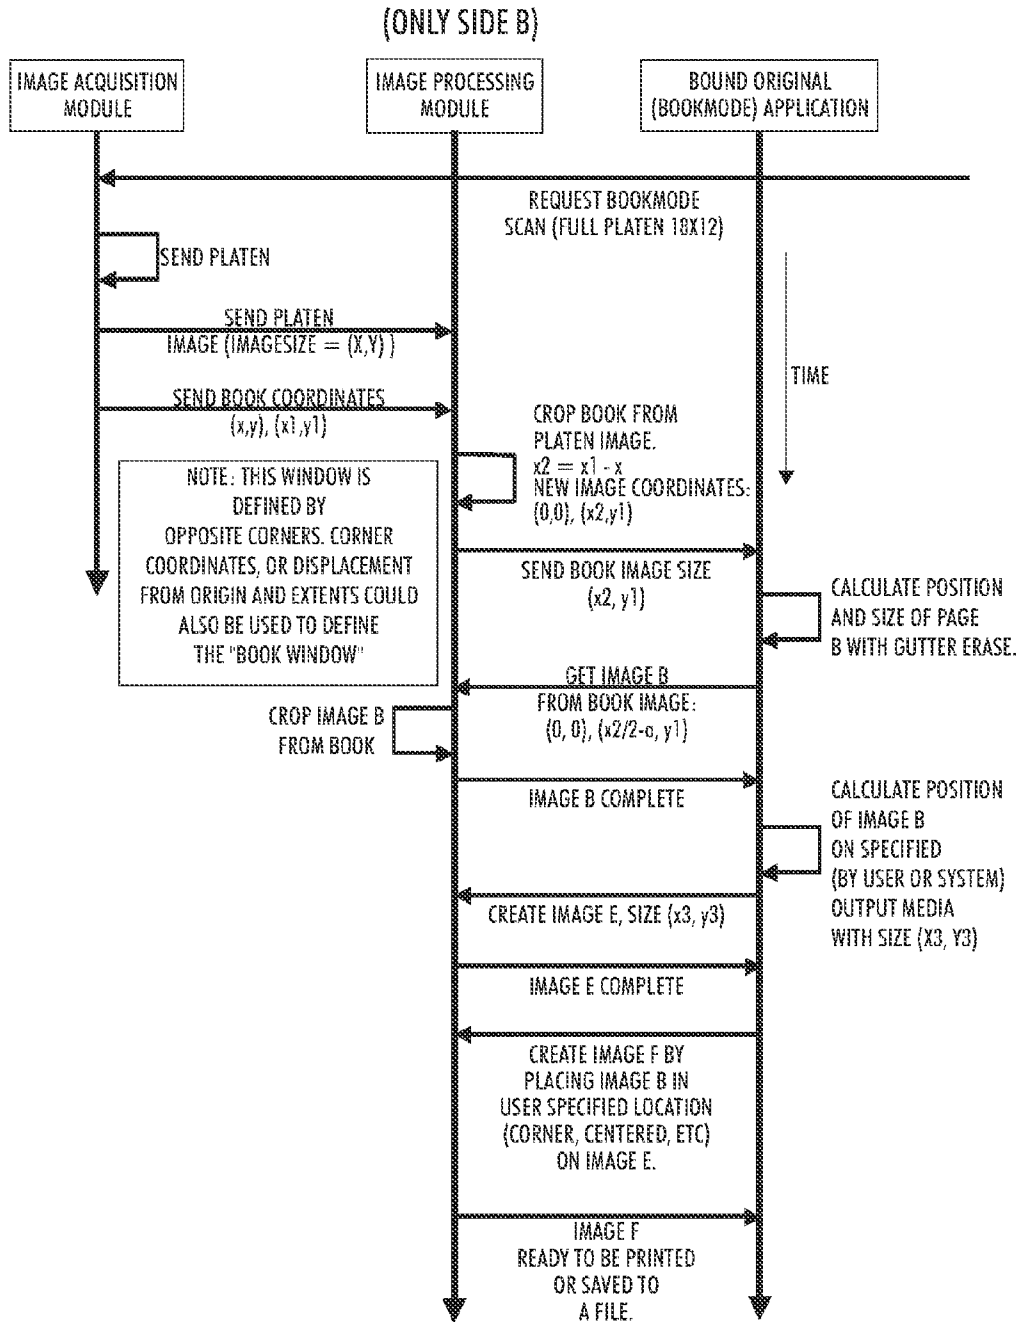 (ONLY SIDE B)
IMAGE ACQUISITION
MODULE
IMAGE PROCESSING
MODULE
BOUND ORIGINAL
(BOOKMODE) APPLICATION
REQUEST BOOKMODE
SCAN (FULL PLATEN 18X12)
SEND PLATEN
SEND PLATEN
IMAGE (IMAGESIZE = (X,Y) )
TIME
SEND BOOK COORDINATES
(x,y), (x1,y1)
CROP BOOK FROM
PLATEN IMAGE.
x2 = x1 - x
NEW IMAGE COORDINATES:
(0,0), (x2,y1)
NOTE: THIS WINDOW IS
DEFINED BY
OPPOSITE CORNERS. CORNER
COORDINATES, OR DISPLACEMENT
FROM ORIGIN AND EXTENTS COULD
ALSO BE USED TO DEFINE
THE "BOOK WINDOW"
SEND BOOK IMAGE SIZE
(x2, y1)
CALCULATE POSITION
AND SIZE OF PAGE
B WITH GUTTER ERASE.
GET IMAGE B
FROM BOOK IMAGE:
(0, 0), (x2/2-a, y1)
CROP IMAGE B
FROM BOOK
IMAGE B COMPLETE
CALCULATE POSITION
OF IMAGE B
ON SPECIFIED
(BY USER OR SYSTEM)
OUTPUT MEDIA
WITH SIZE (X3, Y3)
CREATE IMAGE E, SIZE (x3, y3)
IMAGE E COMPLETE
CREATE IMAGE F BY
PLACING IMAGE B IN
USER SPECIFIED LOCATION
(CORNER, CENTERED, ETC)
ON IMAGE E.
IMAGE F
READY TO BE PRINTED
OR SAVED TO
A FILE.